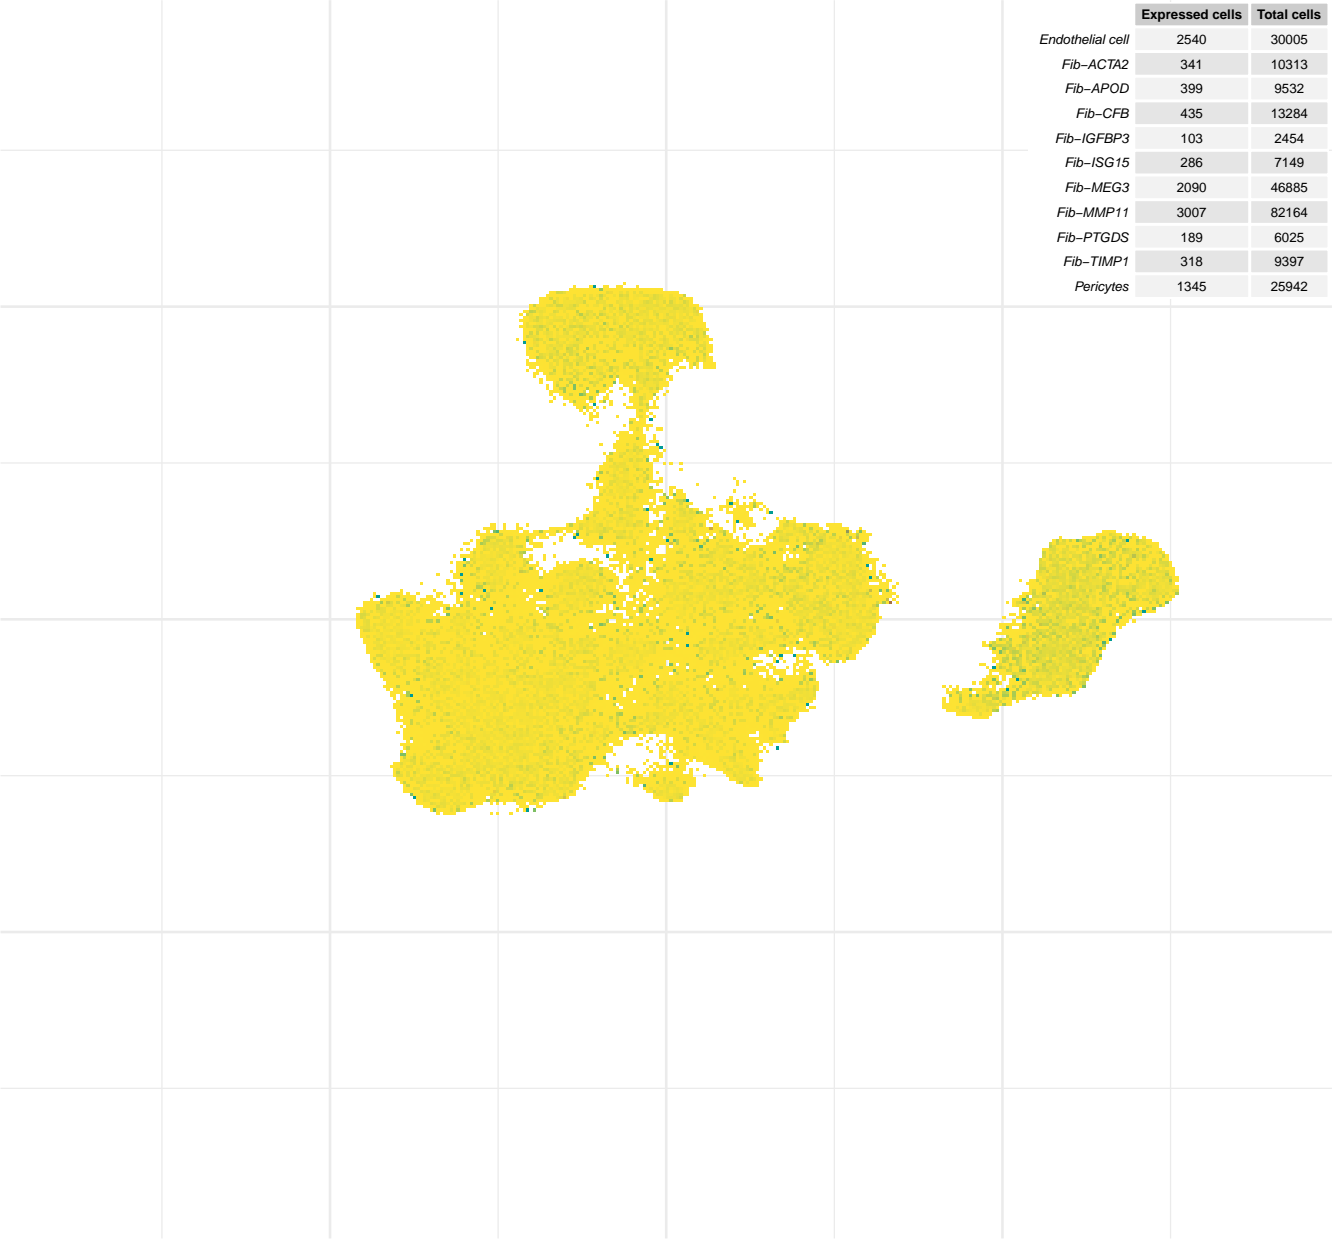 Expressed cells Total cells
Endothelial cell 2540 30005
Fib−ACTA2 341 10313
Fib−APOD 399 9532
Fib−CFB 435 13284
Fib−IGFBP3 103 2454
Fib−ISG15 286 7149
Fib−MEG3 2090 46885
Fib−MMP11 3007 82164
Fib−PTGDS 189 6025
Fib−TIMP1 318 9397
Pericytes 1345 25942